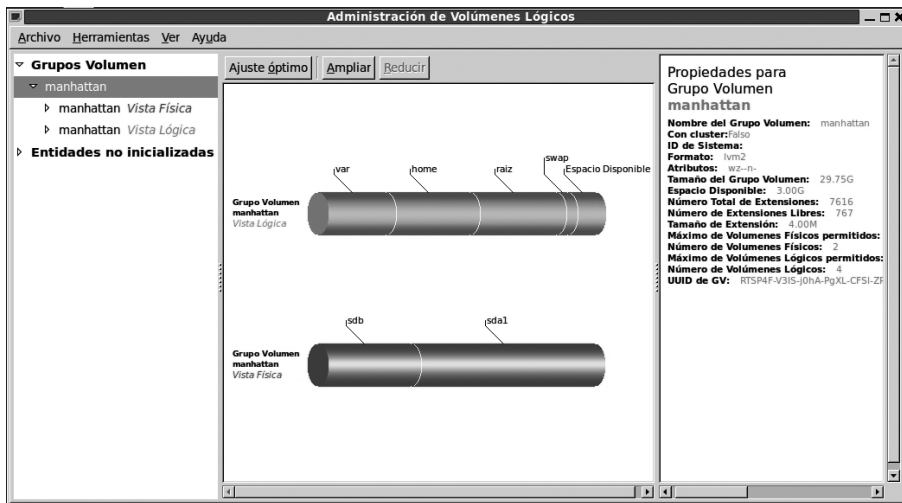 Administración de Volúmenes Lógicos
Archivo Herramientas Ver Ayuda
Grupos Volumen
manhattan
manhattan Vista Física
manhattan Vista Lógica
Entidades no inicializadas
Ajuste óptimo Ampliar Reducir
var home raiz swap Espacio Disponible
Grupo Volumen
manhattan
Vista Lógica
sdb sda1
Grupo Volumen
manhattan
Vista Física
Propiedades para
Grupo Volumen
manhattan
Nombre del Grupo Volumen: manhattan
Con cluster:Falso
ID de Sistema:
Formato: lvm2
Atributos: wz--n-
Tamaño del Grupo Volumen: 29.75G
Espacio Disponible: 3.00G
Número Total de Extensiones: 7616
Número de Extensiones Libres: 767
Tamaño de Extensión: 4.00M
Máximo de Volumenes Físicos permitidos:
Número de Volumenes Físicos: 2
Máximo de Volúmenes Lógicos permitidos:
Número de Volúmenes Lógicos: 4
UUID de GV: RTSP4F-V3IS-j0hA-PgXL-CFSI-ZF